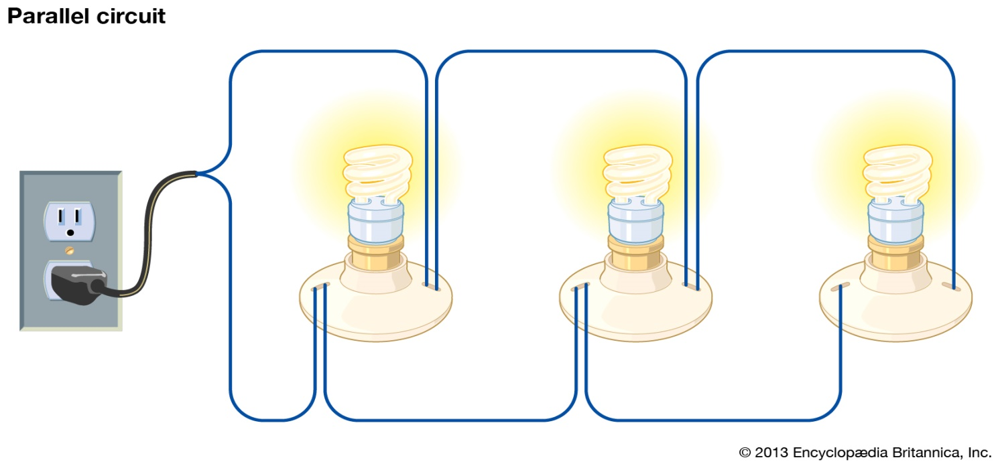 Parallel circuit
© 2013 Encyclopædia Britannica, Inc.